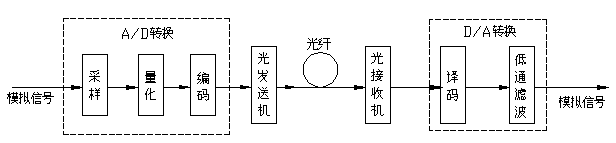 A/D转换
采样
量化
编码
模拟信号
光发送机
光纤
光接收机
D/A转换
译码
低通滤波
模拟信号